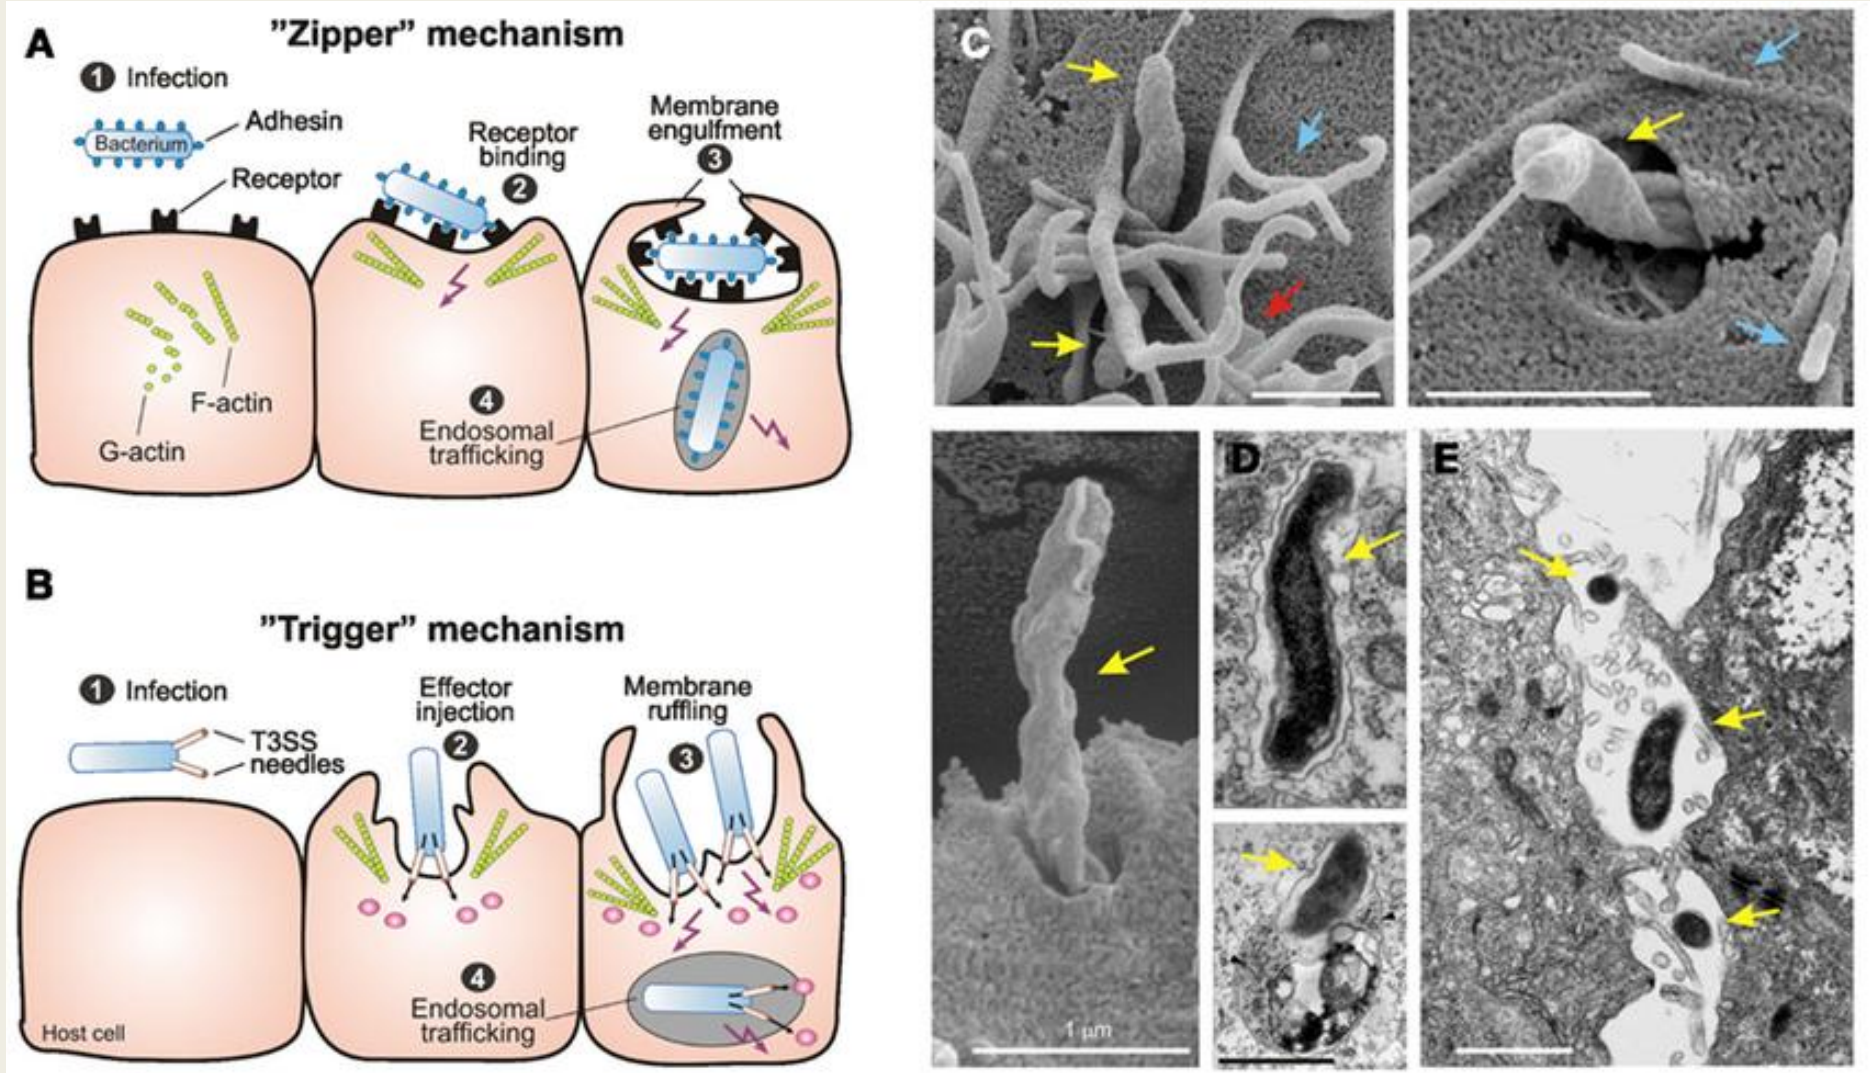 A
"Zipper" mechanism
1 Infection
Bacterium
Adhesin
Receptor
Receptor
binding
2
Membrane
engulfment
3
F-actin
G-actin
4
Endosomal
trafficking
B
"Trigger" mechanism
1 Infection
T3SS
needles
Effector
injection
2
Membrane
ruffling
3
4
Endosomal
trafficking
Host cell
C
1 µm
D
E